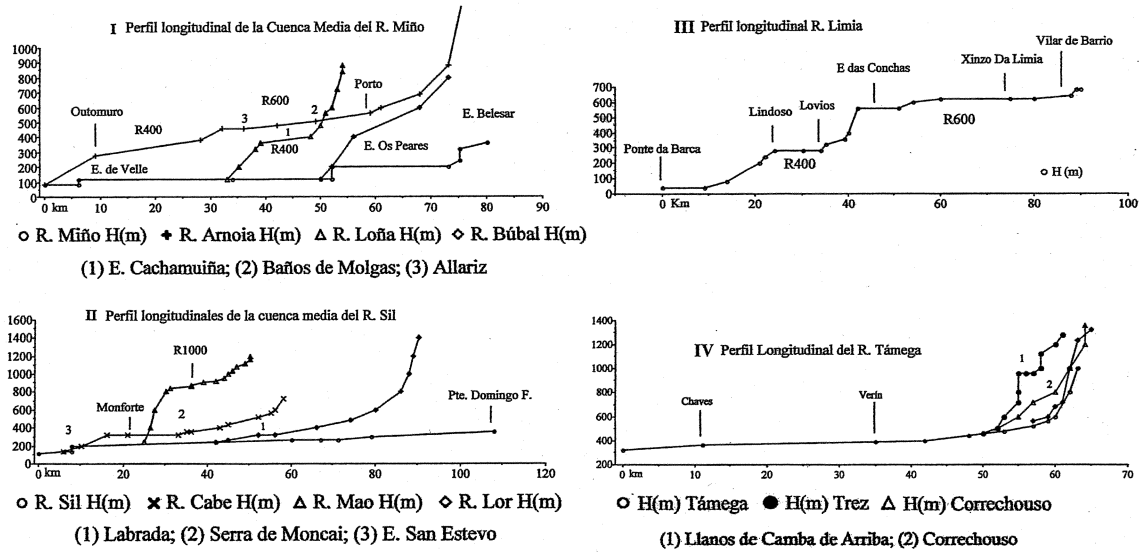 I Perfil longitudinal de la Cuenca Media del R. Miño
1000
900
800
700
600
500
400
300
200
100
Outomuro
R400
E. de Velle
3
R600
2
1
R400
Porto
E. Os Peares
E. Belesar
0 km
10
20
30
40
50
60
70
80
90
R. Miño H(m) R. Arnoia H(m) R. Loña H(m) R. Búbal H(m)
(1) E. Cachamuiña; (2) Baños de Molgas; (3) Allariz
III Perfil longitudinal R. Limia
700
600
500
400
300
200
100
0
Ponte da Barca
Lindoso
Lovios
R400
E das Conchas
R600
Xinzo Da Limia
Vilar de Barrio
H (m)
0 Km
20
40
60
80
100
II Perfil longitudinales de la cuenca media del R. Sil
1600
1400
1200
1000
800
600
400
200
0
3
Monforte
R1000
2
1
Pte. Domingo F.
0 km
20
40
60
80
100
120
R. Sil H(m) R. Cabe H(m) R. Mao H(m) R. Lor H(m)
(1) Labrada; (2) Serra de Moncai; (3) E. San Estevo
IV Perfil Longitudinal del R. Támega
1400
1200
1000
800
600
400
200
Chaves
Verín
1
2
0 km
10
20
30
40
50
60
70
H(m) Támega H(m) Trez H(m) Correchouso
(1) Llanos de Camba de Arriba; (2) Correchouso